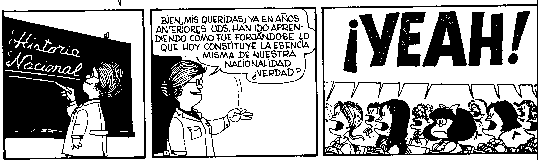 Historia
Nacional
BIEN, MIS QUERIDAS; YA EN AÑOS
ANTERIORES UDS. HAN IDO APREN-
DIENDO CÓMO FUE FORJÁNDOSE LO
QUE HOY CONSTITUYE LA ESENCIA
MISMA DE NUESTRA
NACIONALIDAD
¿VERDAD?
¡YEAH!